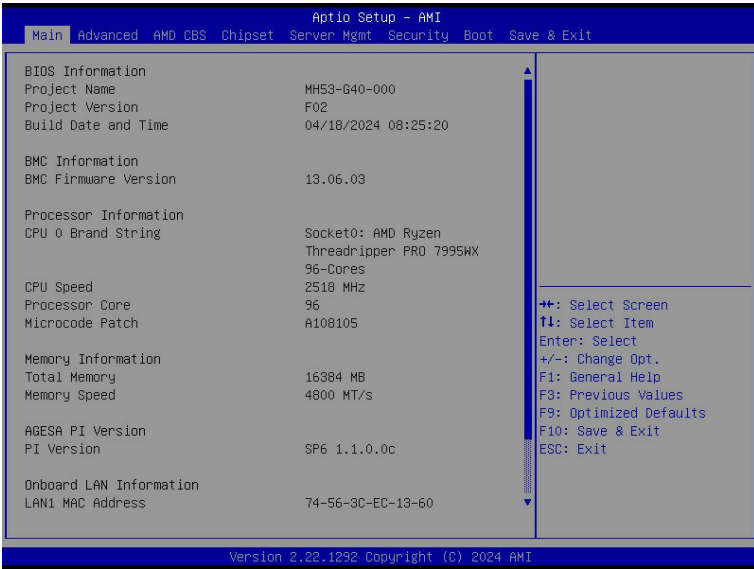 Aptio Setup – AMI
Main Advanced AMD CBS Chipset Server Mgmt Security Boot Save & Exit
BIOS Information
Project Name MH53-G40-000
Project Version F02
Build Date and Time 04/18/2024 08:25:20
BMC Information
BMC Firmware Version 13.06.03
Processor Information
CPU 0 Brand String Socket0: AMD Ryzen
Threadripper PRO 7995WX
96-Cores
CPU Speed 2518 MHz
Processor Core 96
Microcode Patch A108105
Memory Information
Total Memory 16384 MB
Memory Speed 4800 MT/s
AGESA PI Version
PI Version SP6 1.1.0.0c
Onboard LAN Information
LAN1 MAC Address 74-56-3C-EC-13-60
→←: Select Screen
↑↓: Select Item
Enter: Select
+/-: Change Opt.
F1: General Help
F3: Previous Values
F9: Optimized Defaults
F10: Save & Exit
ESC: Exit
Version 2.22.1292 Copyright (C) 2024 AMI